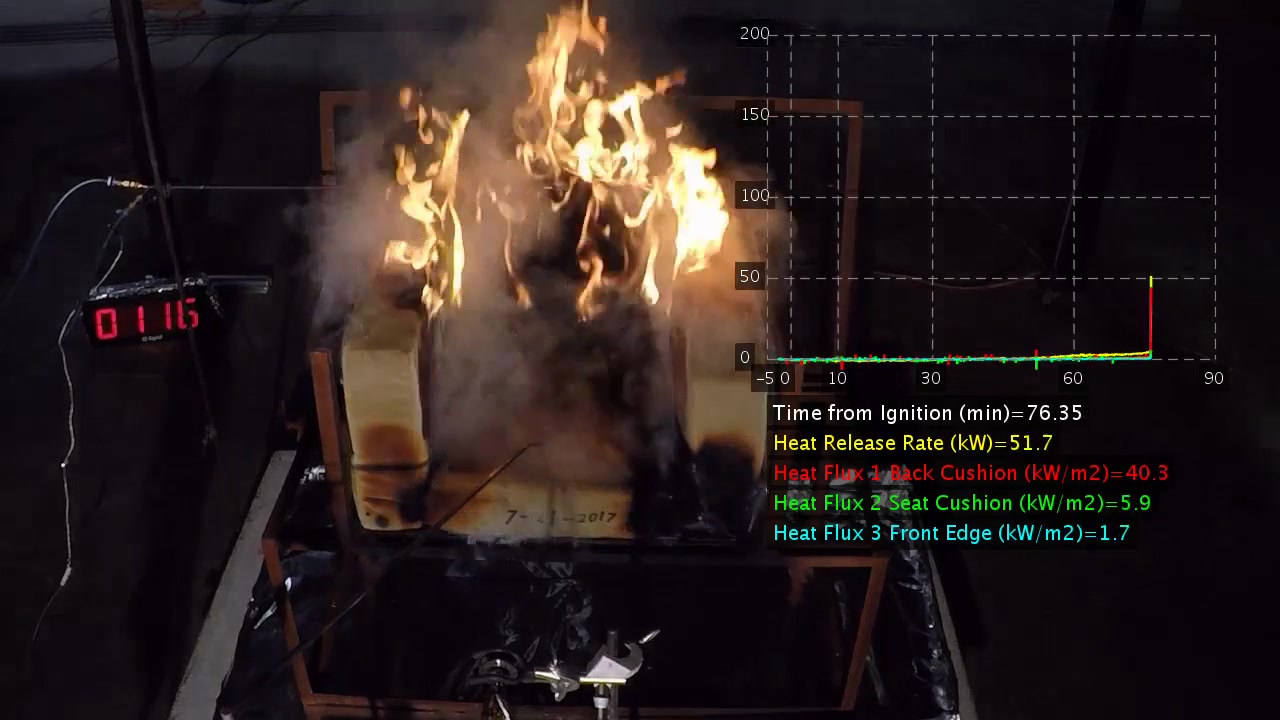 200
150
100
50
0
-5 0 10 30 60 90
Time from Ignition (min)=76.35
Heat Release Rate (kW)=51.7
Heat Flux 1 Back Cushion (kW/m2)=40.3
Heat Flux 2 Seat Cushion (kW/m2)=5.9
Heat Flux 3 Front Edge (kW/m2)=1.7
0116
-2017